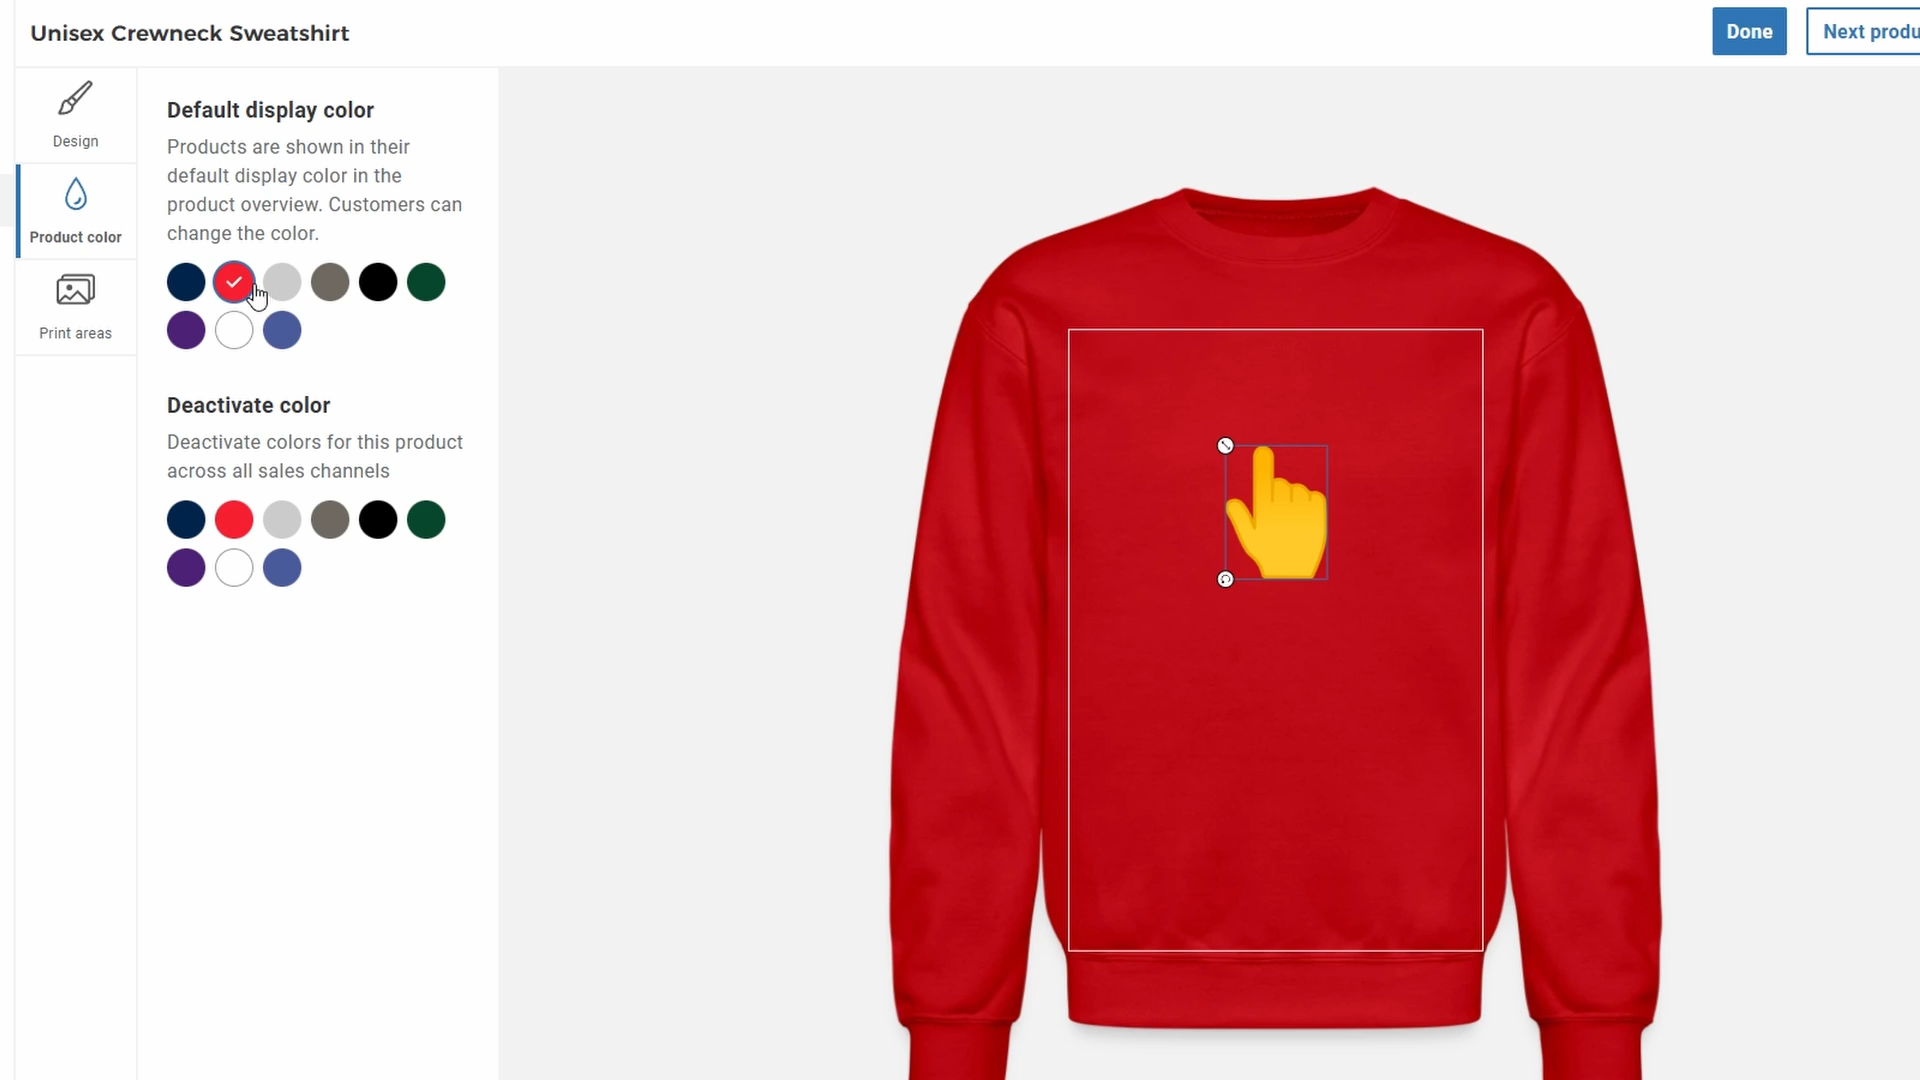 Unisex Crewneck Sweatshirt
Done
Next produ
Design
Product color
Print areas
Default display color
Products are shown in their
default display color in the
product overview. Customers can
change the color.
Deactivate color
Deactivate colors for this product
across all sales channels